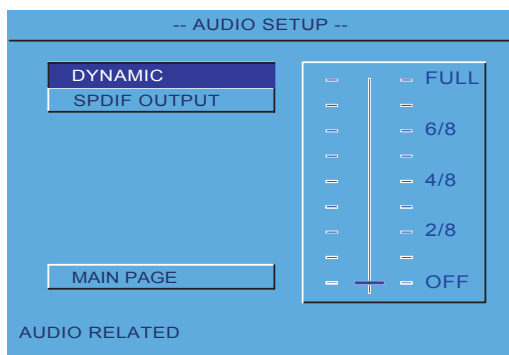 -- AUDIO SETUP --
DYNAMIC
SPDIF OUTPUT
MAIN PAGE
FULL
6/8
4/8
2/8
OFF
AUDIO RELATED